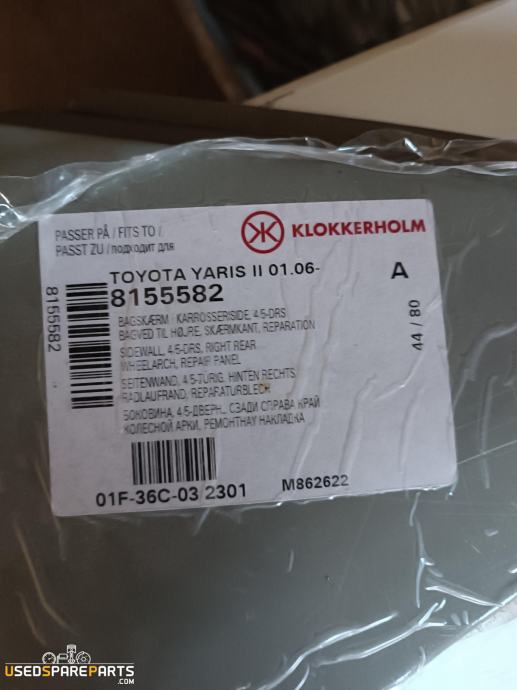 PASSER PÅ / FITS TO /
PASST ZU / подходит для
KLOKKERHOLM
TOYOTA YARIS II 01.06-
A
8155582
8155582
BAGSKÆRM / KARROSSERISIDE, 4-5-DRS
BAGVED TIL HØJRE, SKÆRMKANT, REPARATION
44 / 80
SIDEWALL, 4-5-DRS, RIGHT REAR
WHEELARCH, REPAIR PANEL
SEITENWAND, 4-5-TÜRIG, HINTEN RECHTS,
RADLAUFRAND, REPARATURBLECH
БОКОВИНА, 4-5-ДВЕРН., СЗАДИ СПРАВА КРАЙ
КОЛЕСНОЙ АРКИ, РЕМОНТНАУ НАКЛАДКА
01F-36C-03 2301
M862622
USEDSPAREPARTS
.COM